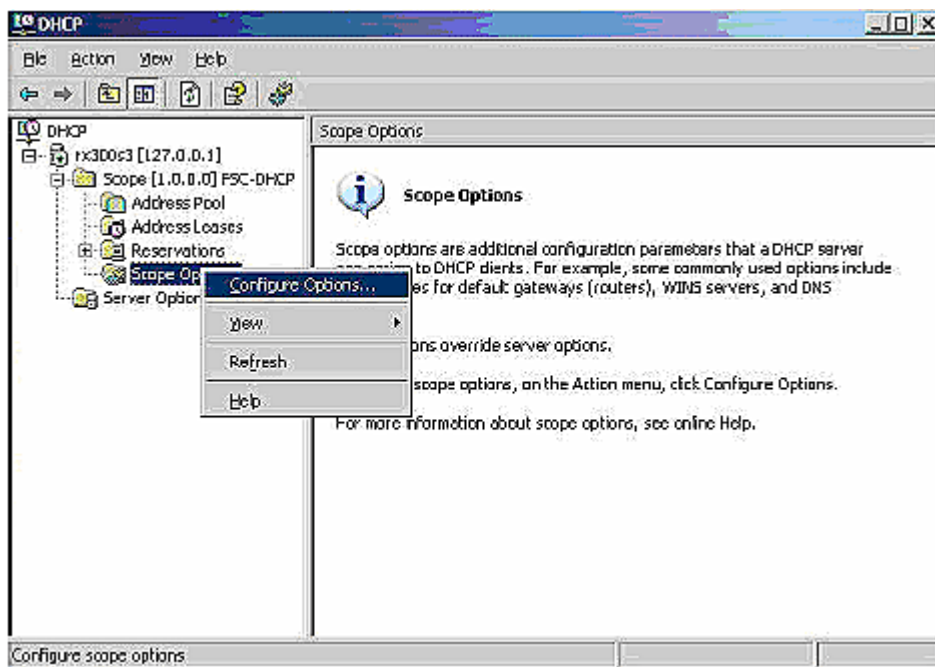 DHCP
File Action View Help
DHCP
rx300s3 [127.0.0.1]
Scope [1.0.0.0] FSC-DHCP
Address Pool
Address Leases
Reservations
Scope Op
Server Option
Configure Options...
View
Refresh
Help
Scope Options
Scope Options
Scope options are additional configuration parameters that a DHCP server
to DHCP clients. For example, some commonly used options include
es for default gateways (routers), WINS servers, and DNS
ons override server options.
scope options, on the Action menu, click Configure Options.
For more information about scope options, see online Help.
Configure scope options